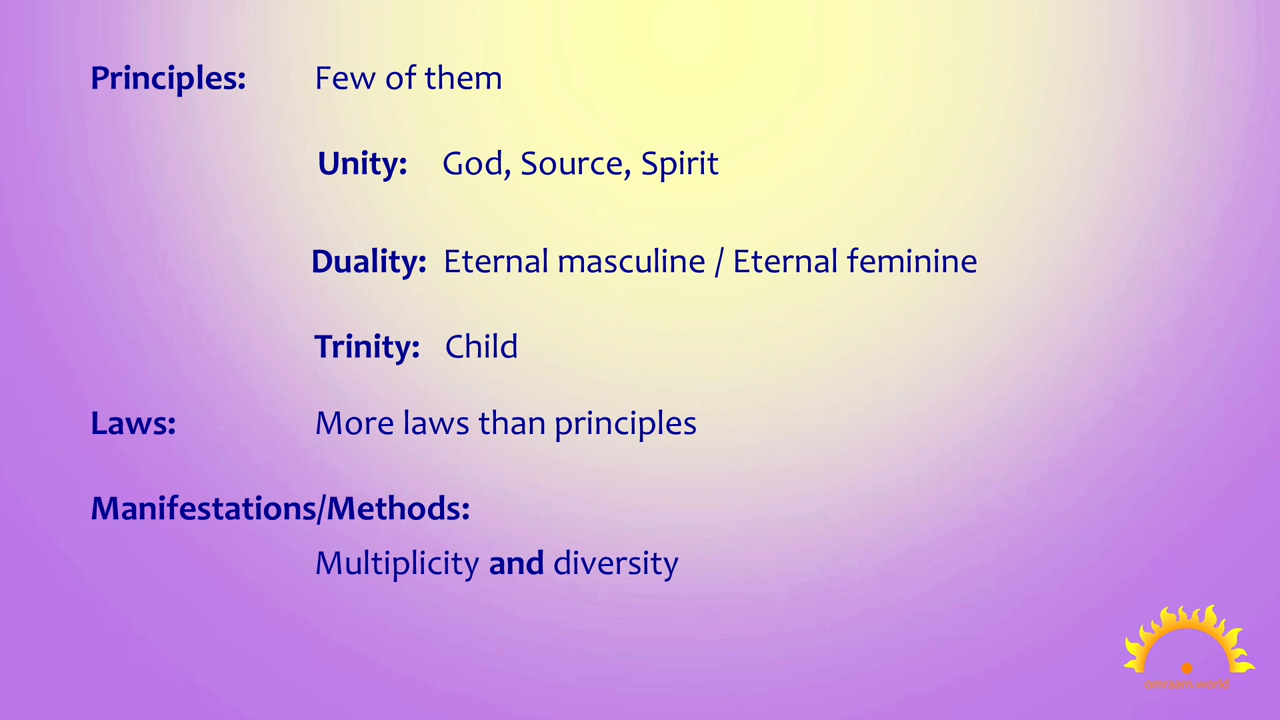 Principles: Few of them
Unity: God, Source, Spirit
Duality: Eternal masculine / Eternal feminine
Trinity: Child
Laws: More laws than principles
Manifestations/Methods:
Multiplicity and diversity